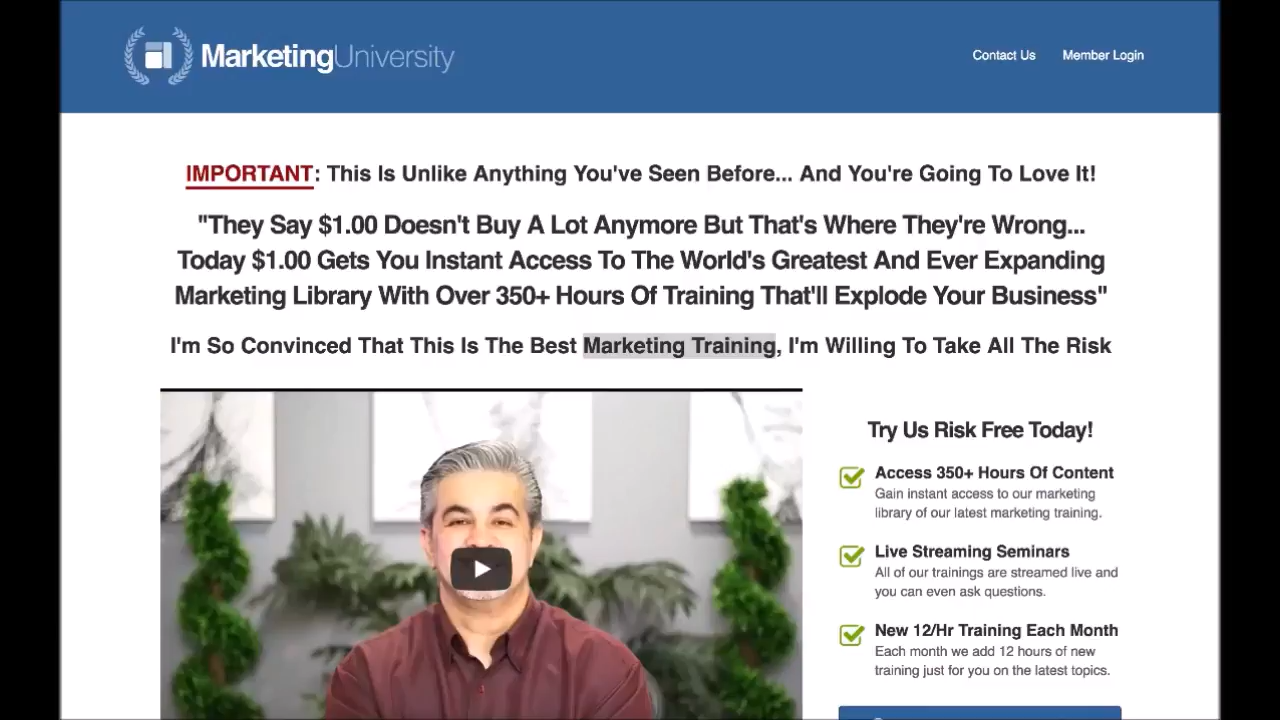 MarketingUniversity
Contact Us
Member Login
IMPORTANT: This Is Unlike Anything You've Seen Before... And You're Going To Love It!
"They Say $1.00 Doesn't Buy A Lot Anymore But That's Where They're Wrong...
Today $1.00 Gets You Instant Access To The World's Greatest And Ever Expanding
Marketing Library With Over 350+ Hours Of Training That'll Explode Your Business"
I'm So Convinced That This Is The Best Marketing Training, I'm Willing To Take All The Risk
Try Us Risk Free Today!
Access 350+ Hours Of Content
Gain instant access to our marketing
library of our latest marketing training.
Live Streaming Seminars
All of our trainings are streamed live and
you can even ask questions.
New 12/Hr Training Each Month
Each month we add 12 hours of new
training just for you on the latest topics.